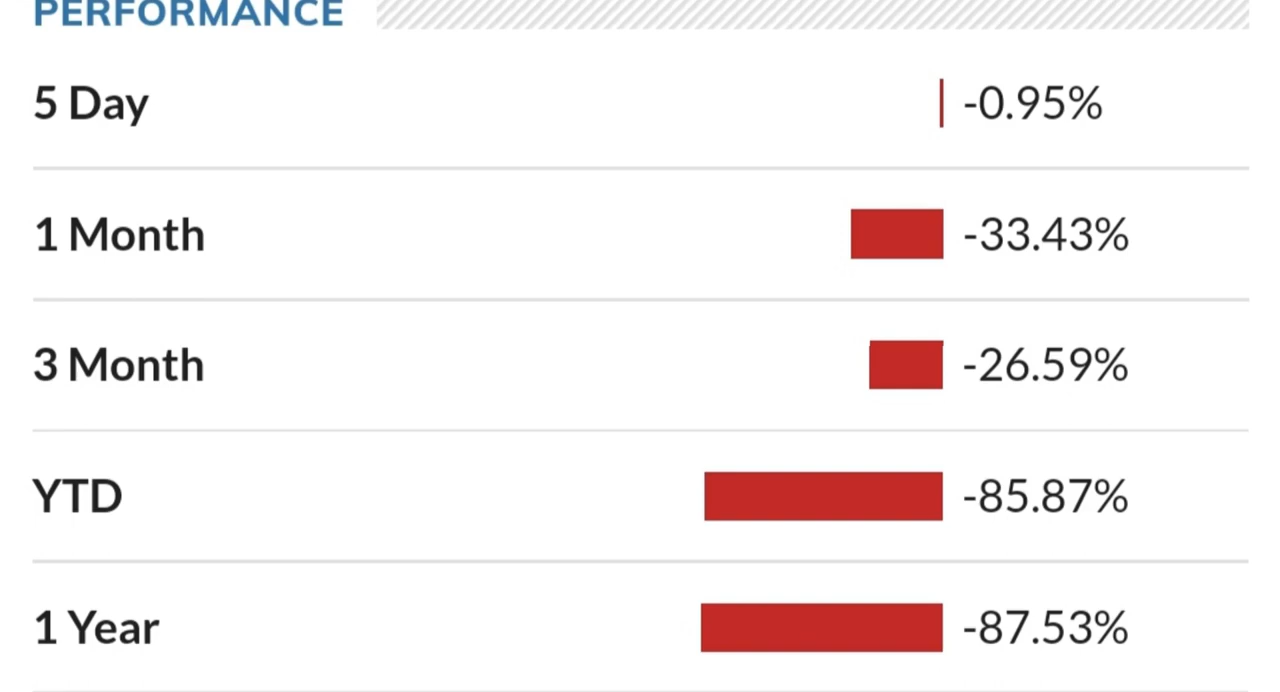 PERFORMANCE
5 Day -0.95%
1 Month -33.43%
3 Month -26.59%
YTD -85.87%
1 Year -87.53%